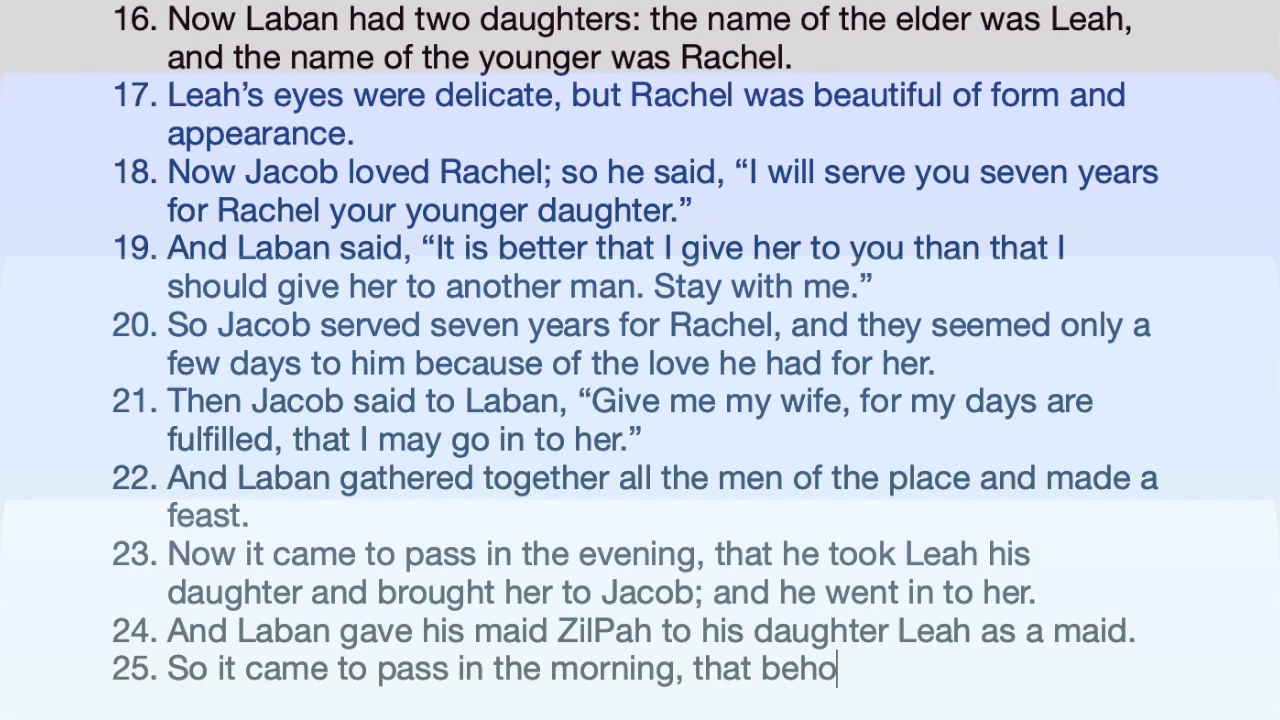 16. Now Laban had two daughters: the name of the elder was Leah,
and the name of the younger was Rachel.
17. Leah’s eyes were delicate, but Rachel was beautiful of form and
appearance.
18. Now Jacob loved Rachel; so he said, “I will serve you seven years
for Rachel your younger daughter.”
19. And Laban said, “It is better that I give her to you than that I
should give her to another man. Stay with me.”
20. So Jacob served seven years for Rachel, and they seemed only a
few days to him because of the love he had for her.
21. Then Jacob said to Laban, “Give me my wife, for my days are
fulfilled, that I may go in to her.”
22. And Laban gathered together all the men of the place and made a
feast.
23. Now it came to pass in the evening, that he took Leah his
daughter and brought her to Jacob; and he went in to her.
24. And Laban gave his maid ZilPah to his daughter Leah as a maid.
25. So it came to pass in the morning, that beho